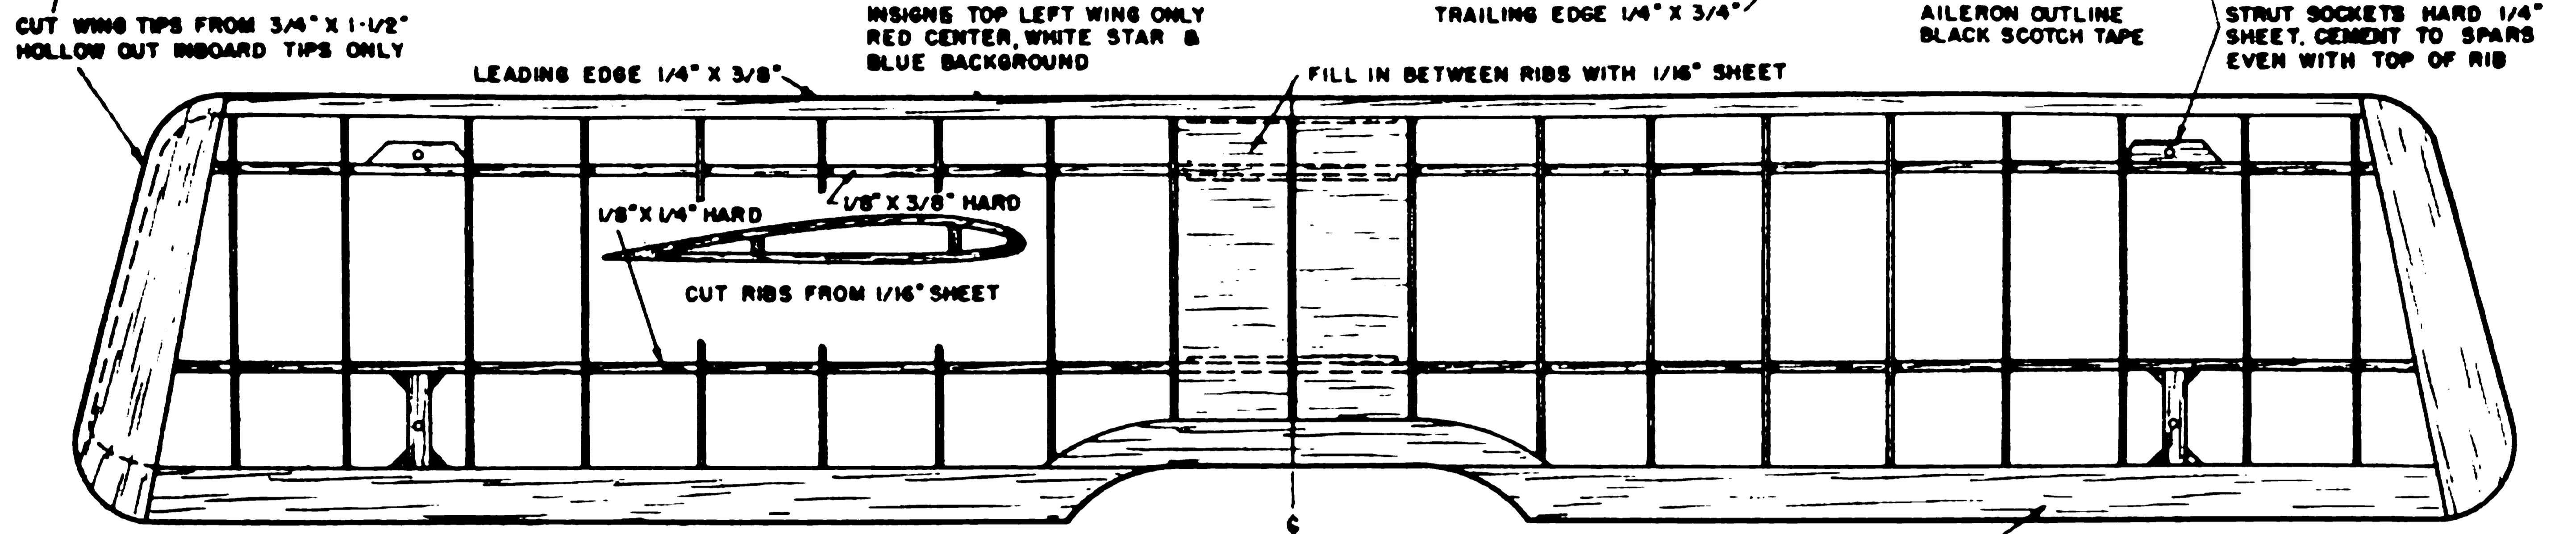 CUT WING TIPS FROM 3/4" X 1-1/2"
HOLLOW OUT INBOARD TIPS ONLY
LEADING EDGE 1/4" X 3/8"
INSIGNE TOP LEFT WING ONLY
RED CENTER, WHITE STAR &
BLUE BACKGROUND
TRAILING EDGE 1/4" X 3/4"
FILL IN BETWEEN RIBS WITH 1/16" SHEET
AILERON OUTLINE
BLACK SCOTCH TAPE
STRUT SOCKETS HARD 1/4"
SHEET. CEMENT TO SPARS
EVEN WITH TOP OF RIB
1/8" X 1/4" HARD
1/8" X 3/8" HARD
CUT RIBS FROM 1/16" SHEET